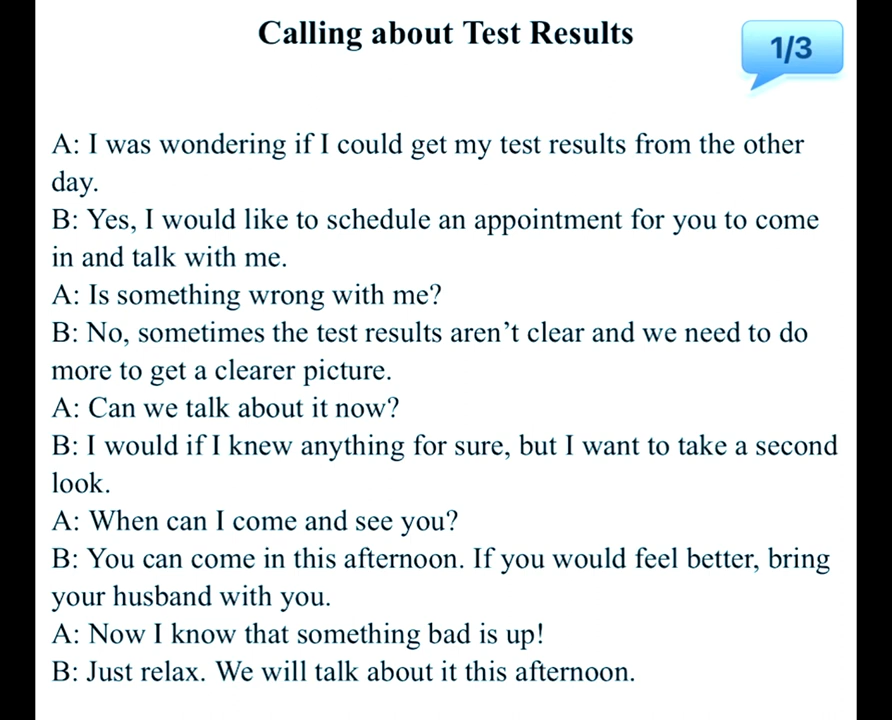 Calling about Test Results
1/3
A: I was wondering if I could get my test results from the other
day.
B: Yes, I would like to schedule an appointment for you to come
in and talk with me.
A: Is something wrong with me?
B: No, sometimes the test results aren’t clear and we need to do
more to get a clearer picture.
A: Can we talk about it now?
B: I would if I knew anything for sure, but I want to take a second
look.
A: When can I come and see you?
B: You can come in this afternoon. If you would feel better, bring
your husband with you.
A: Now I know that something bad is up!
B: Just relax. We will talk about it this afternoon.